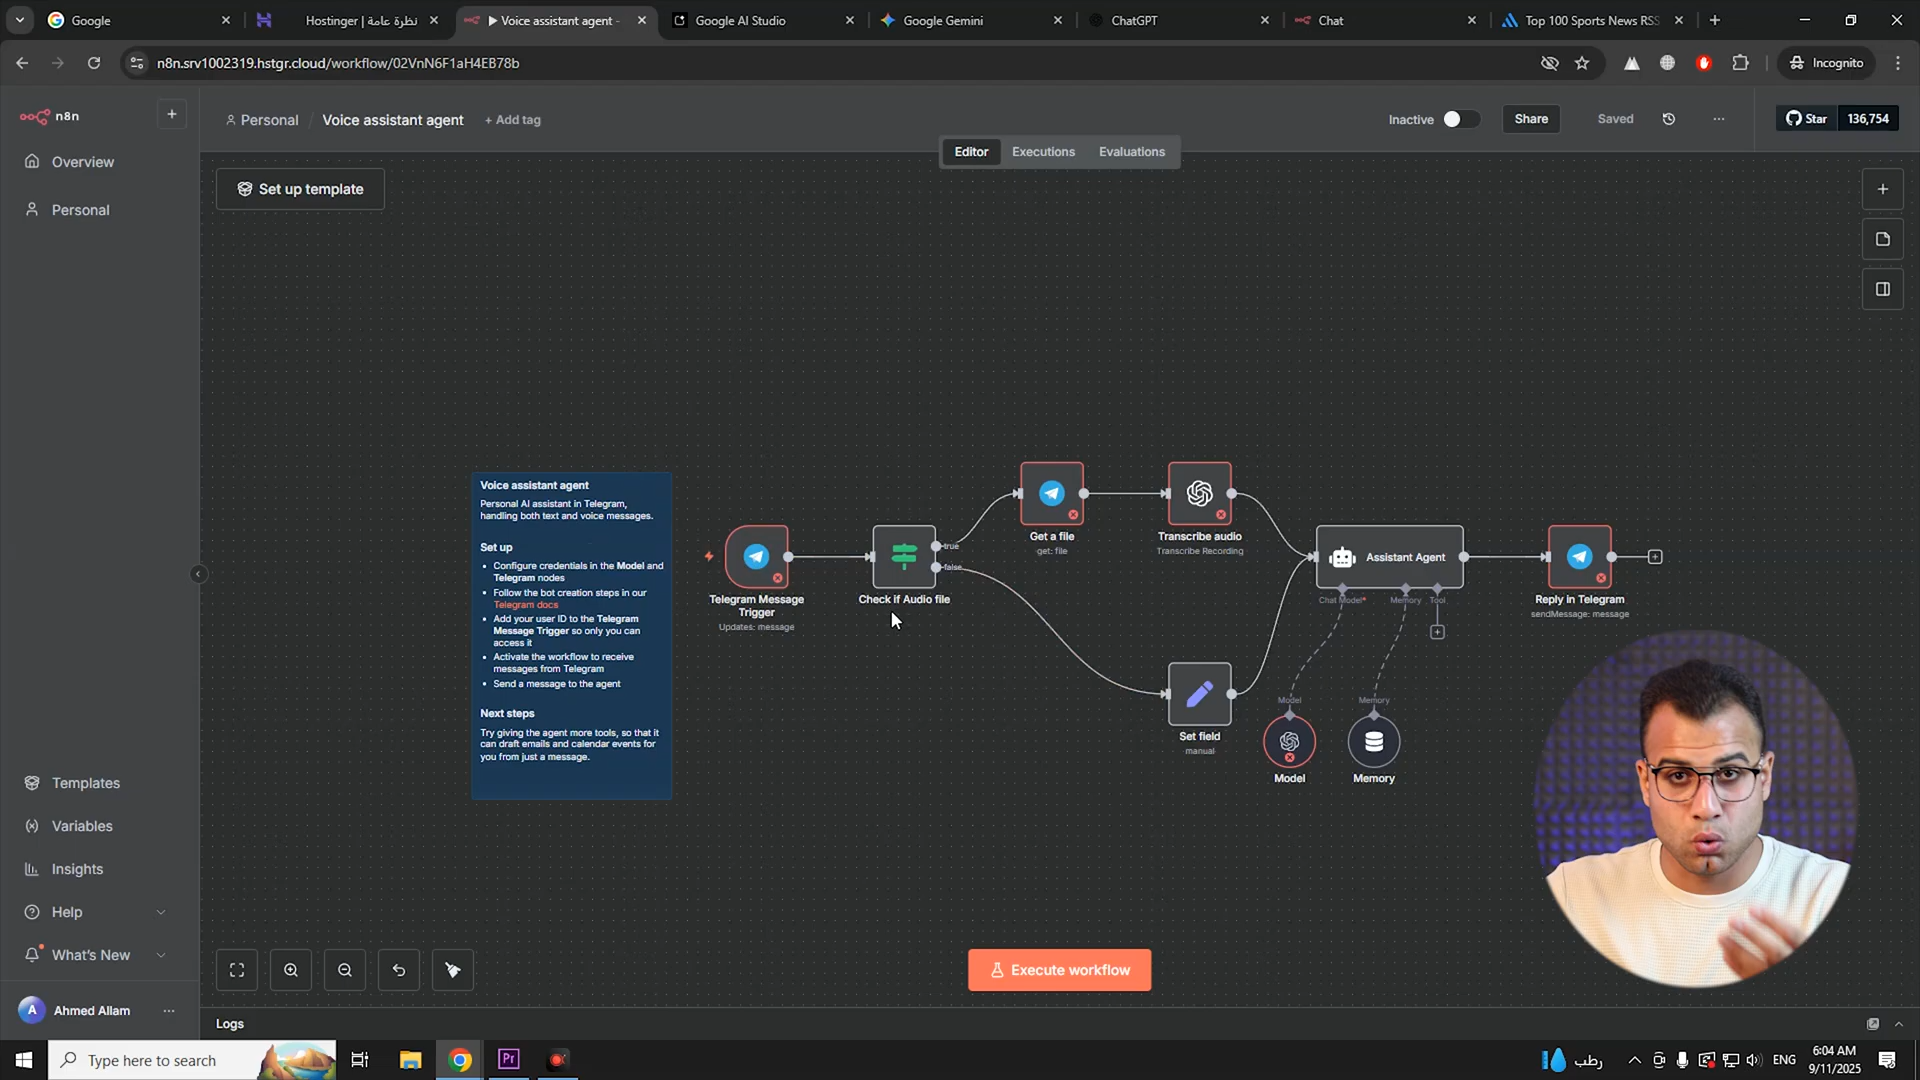 Google
Hostinger | نظرة عامة
▶ Voice assistant agent -
Google AI Studio
Google Gemini
ChatGPT
Chat
Top 100 Sports News RSS
n8n.srv1002319.hstgr.cloud/workflow/02VnN6F1aH4EB78b
Incognito
n8n
Personal / Voice assistant agent + Add tag
Inactive
Share
Saved
Star 136,754
Editor
Executions
Evaluations
Overview
Personal
Set up template
Voice assistant agent
Personal AI assistant in Telegram,
handling both text and voice messages.
Set up
• Configure credentials in the Model and
Telegram nodes
• Follow the bot creation steps in our
Telegram docs
• Add your user ID to the Telegram
Message Trigger so only you can
access it
• Activate the workflow to receive
messages from Telegram
• Send a message to the agent
Next steps
Try giving the agent more tools, so that it
can draft emails and calendar events for
you from just a message.
Telegram Message
Trigger
Updates: message
true
false
Check if Audio file
Get a file
get: file
Transcribe audio
Transcribe Recording
Assistant Agent
Chat Model*
Memory
Tool
Reply in Telegram
sendMessage: message
Set field
manual
Model
Model
Memory
Memory
Templates
Variables
Insights
Help
What's New
A
Ahmed Allam
Execute workflow
Logs
Type here to search
Pr
رطب
ENG
6:04 AM
9/11/2025